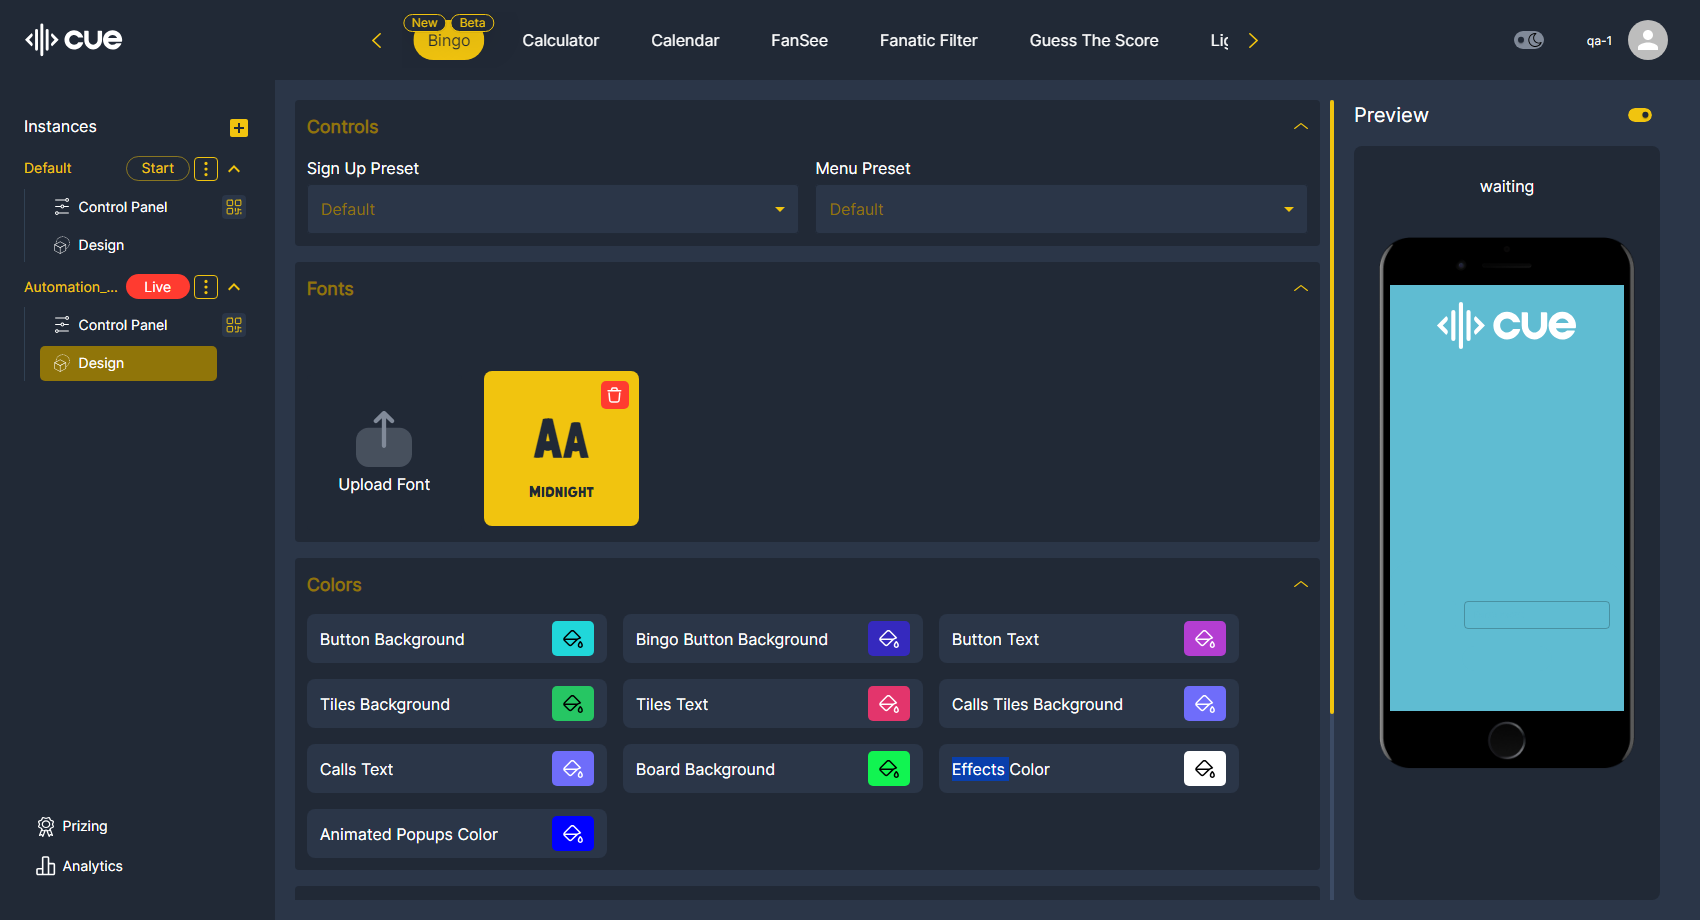 cue
New
Beta
Bingo
Calculator
Calendar
FanSee
Fanatic Filter
Guess The Score
Lig
qa-1
Instances
Default
Start
Control Panel
Design
Automation_...
Live
Control Panel
Design
Prizing
Analytics
Controls
Sign Up Preset
Menu Preset
Default
Default
Fonts
Upload Font
AA
MIDNIGHT
Colors
Button Background
Bingo Button Background
Button Text
Tiles Background
Tiles Text
Calls Tiles Background
Calls Text
Board Background
Effects Color
Animated Popups Color
Preview
waiting
cue